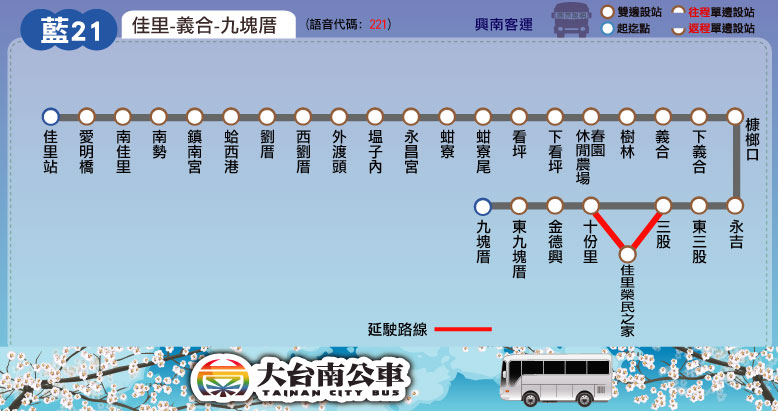 藍21
佳里-義合-九塊厝
(語音代碼：221)
興南客運
雙邊設站
往程單邊設站
起迄點
返程單邊設站
佳里站
愛明橋
南佳里
南勢
鎮南宮
蛤西港
劉厝
西劉厝
外渡頭
塭子內
永昌宮
蚶寮
蚶寮尾
看坪
下看坪
春園
休閒農場
樹林
義合
下義合
槺榔口
九塊厝
東九塊厝
金德興
十份里
佳里榮民之家
三股
東三股
永吉
延駛路線
大台南公車
TAINAN CITY BUS